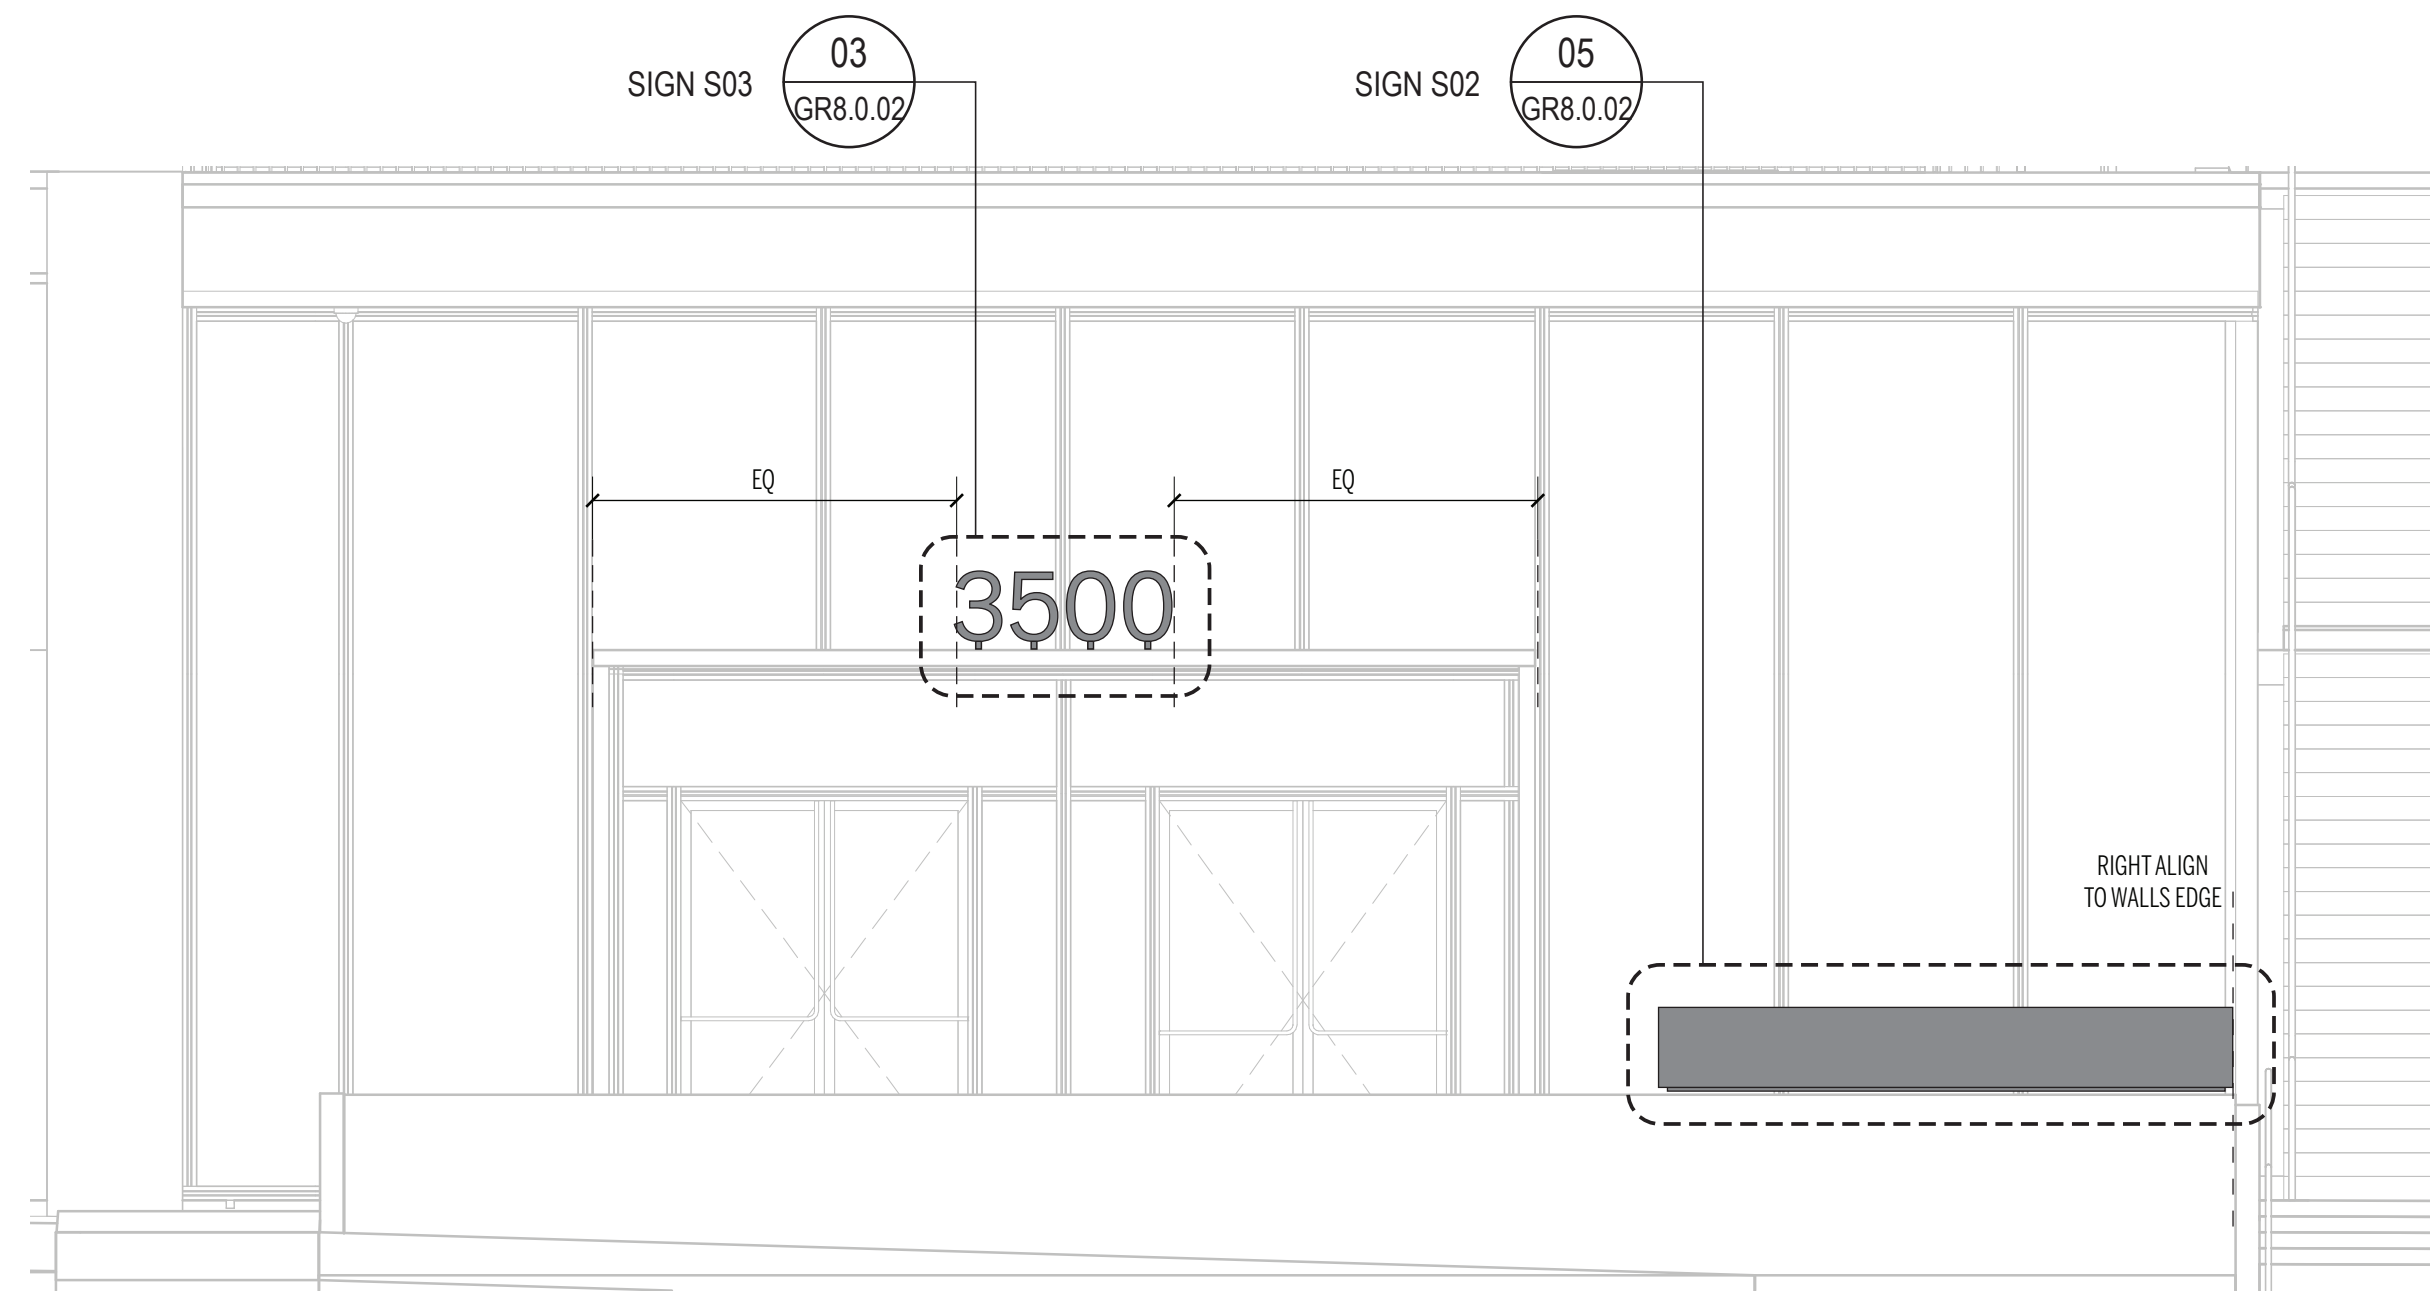 SIGN S03
03
GR8.0.02
SIGN S02
05
GR8.0.02
EQ
EQ
3500
RIGHT ALIGN
TO WALLS EDGE